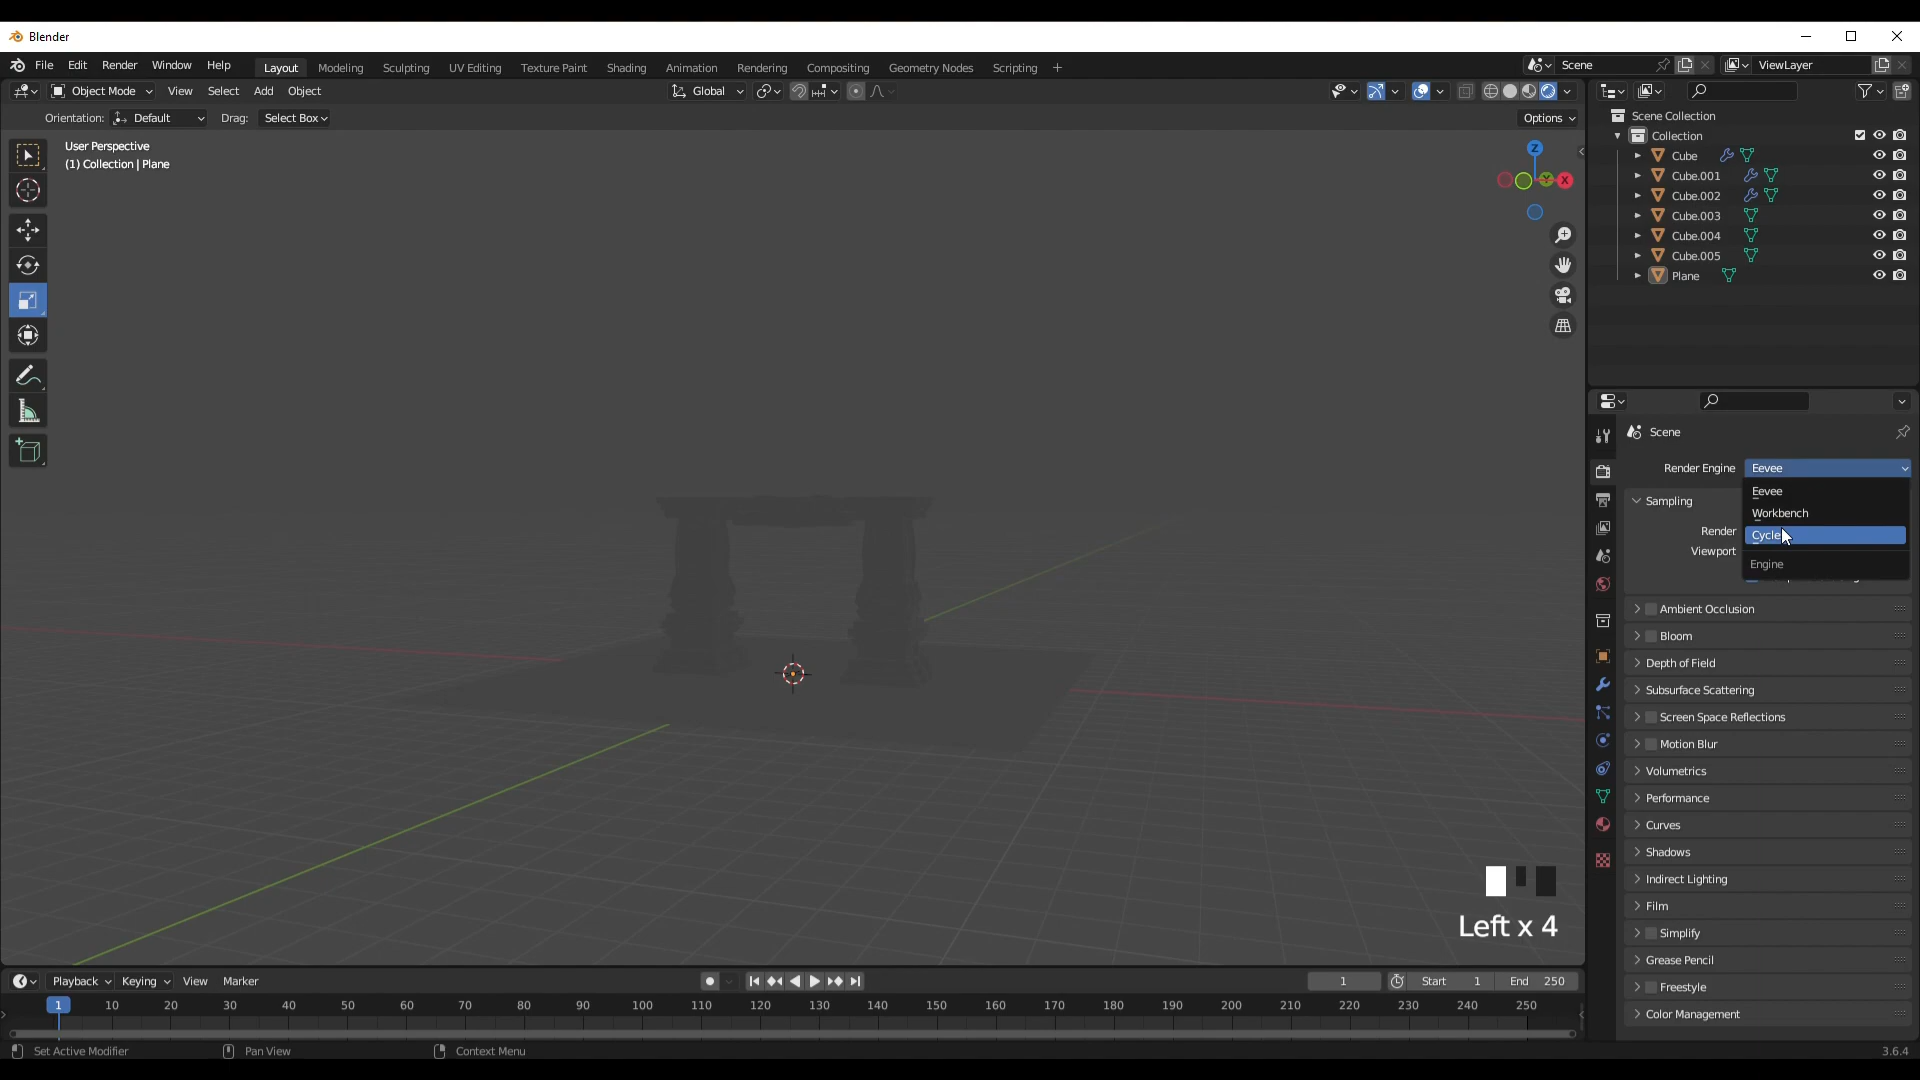 Blender
File Edit Render Window Help Layout Modeling Sculpting UV Editing Texture Paint Shading Animation Rendering Compositing Geometry Nodes Scripting + Scene ViewLayer
Object Mode View Select Add Object Global
Orientation: Default Drag: Select Box Options
User Perspective
(1) Collection | Plane
Z
Y
X
Scene Collection
Collection
Cube
Cube.001
Cube.002
Cube.003
Cube.004
Cube.005
Plane
Scene
Render Engine Eevee
Eevee
Sampling
Workbench
Render
Viewport
Engine
Ambient Occlusion
Bloom
Depth of Field
Subsurface Scattering
Screen Space Reflections
Motion Blur
Volumetrics
Performance
Curves
Shadows
Indirect Lighting
Film
Simplify
Grease Pencil
Freestyle
Color Management
Left x 4
Playback Keying View Marker 1 Start 1 End 250
1 10 20 30 40 50 60 70 80 90 100 110 120 130 140 150 160 170 180 190 200 210 220 230 240 250
Set Active Modifier Pan View Context Menu 3.6.4